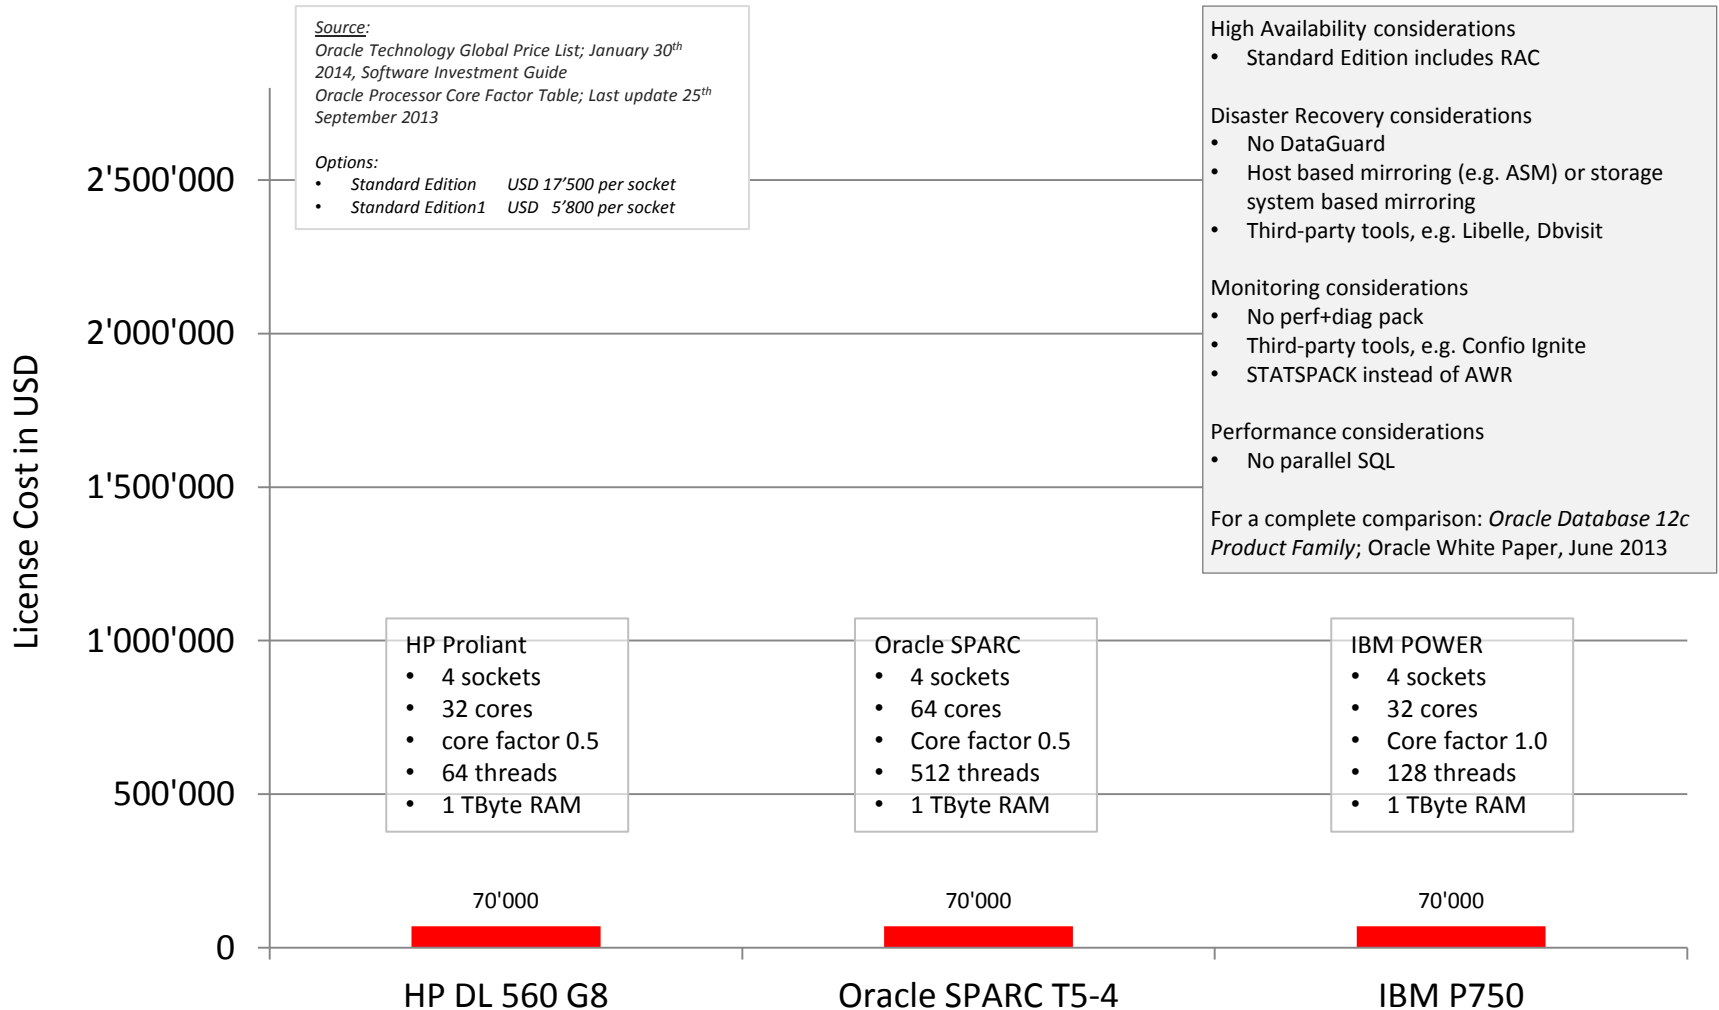 Source:
Oracle Technology Global Price List; January 30th
2014, Software Investment Guide
Oracle Processor Core Factor Table; Last update 25th
September 2013
Options:
• Standard Edition USD 17’500 per socket
• Standard Edition1 USD 5’800 per socket
High Availability considerations
• Standard Edition includes RAC
Disaster Recovery considerations
• No DataGuard
• Host based mirroring (e.g. ASM) or storage
system based mirroring
• Third-party tools, e.g. Libelle, Dbvisit
Monitoring considerations
• No perf+diag pack
• Third-party tools, e.g. Confio Ignite
• STATSPACK instead of AWR
Performance considerations
• No parallel SQL
For a complete comparison: Oracle Database 12c
Product Family; Oracle White Paper, June 2013
License Cost in USD
2'500'000
2'000'000
1'500'000
1'000'000
500'000
0
HP Proliant
• 4 sockets
• 32 cores
• core factor 0.5
• 64 threads
• 1 TByte RAM
Oracle SPARC
• 4 sockets
• 64 cores
• Core factor 0.5
• 512 threads
• 1 TByte RAM
IBM POWER
• 4 sockets
• 32 cores
• Core factor 1.0
• 128 threads
• 1 TByte RAM
70'000
70'000
70'000
HP DL 560 G8
Oracle SPARC T5-4
IBM P750